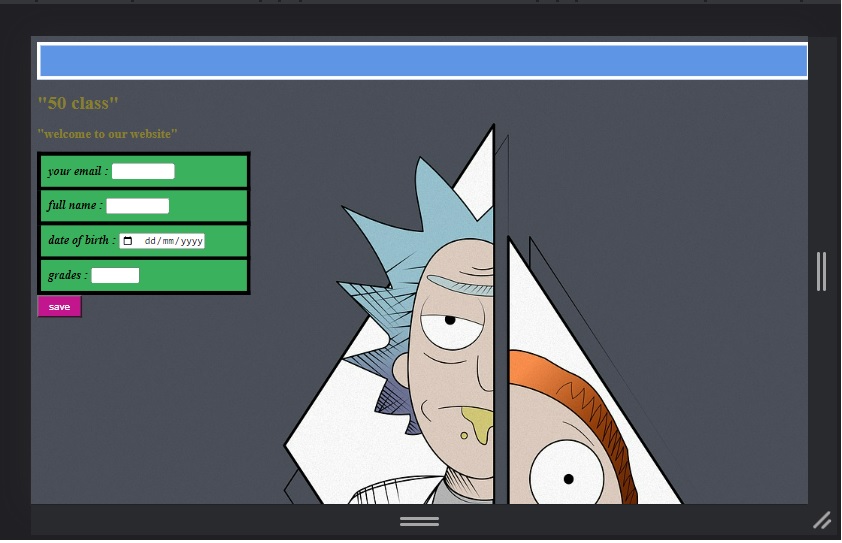 "50 class"
"welcome to our website"
your email :
full name :
date of birth : dd/mm/yyyy
grades :
save